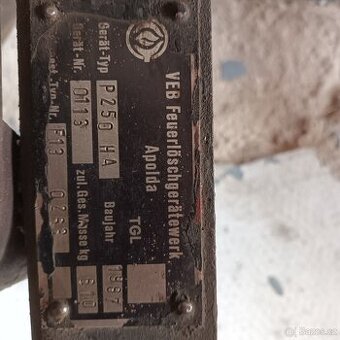 VEB Feuerlöschgerätewerk
Apolda
TGL
Gerät-Typ P250 HA
Gerät-Nr. 0113 Baujahr 1987
zul. Ges. Masse kg
Bazos.cz